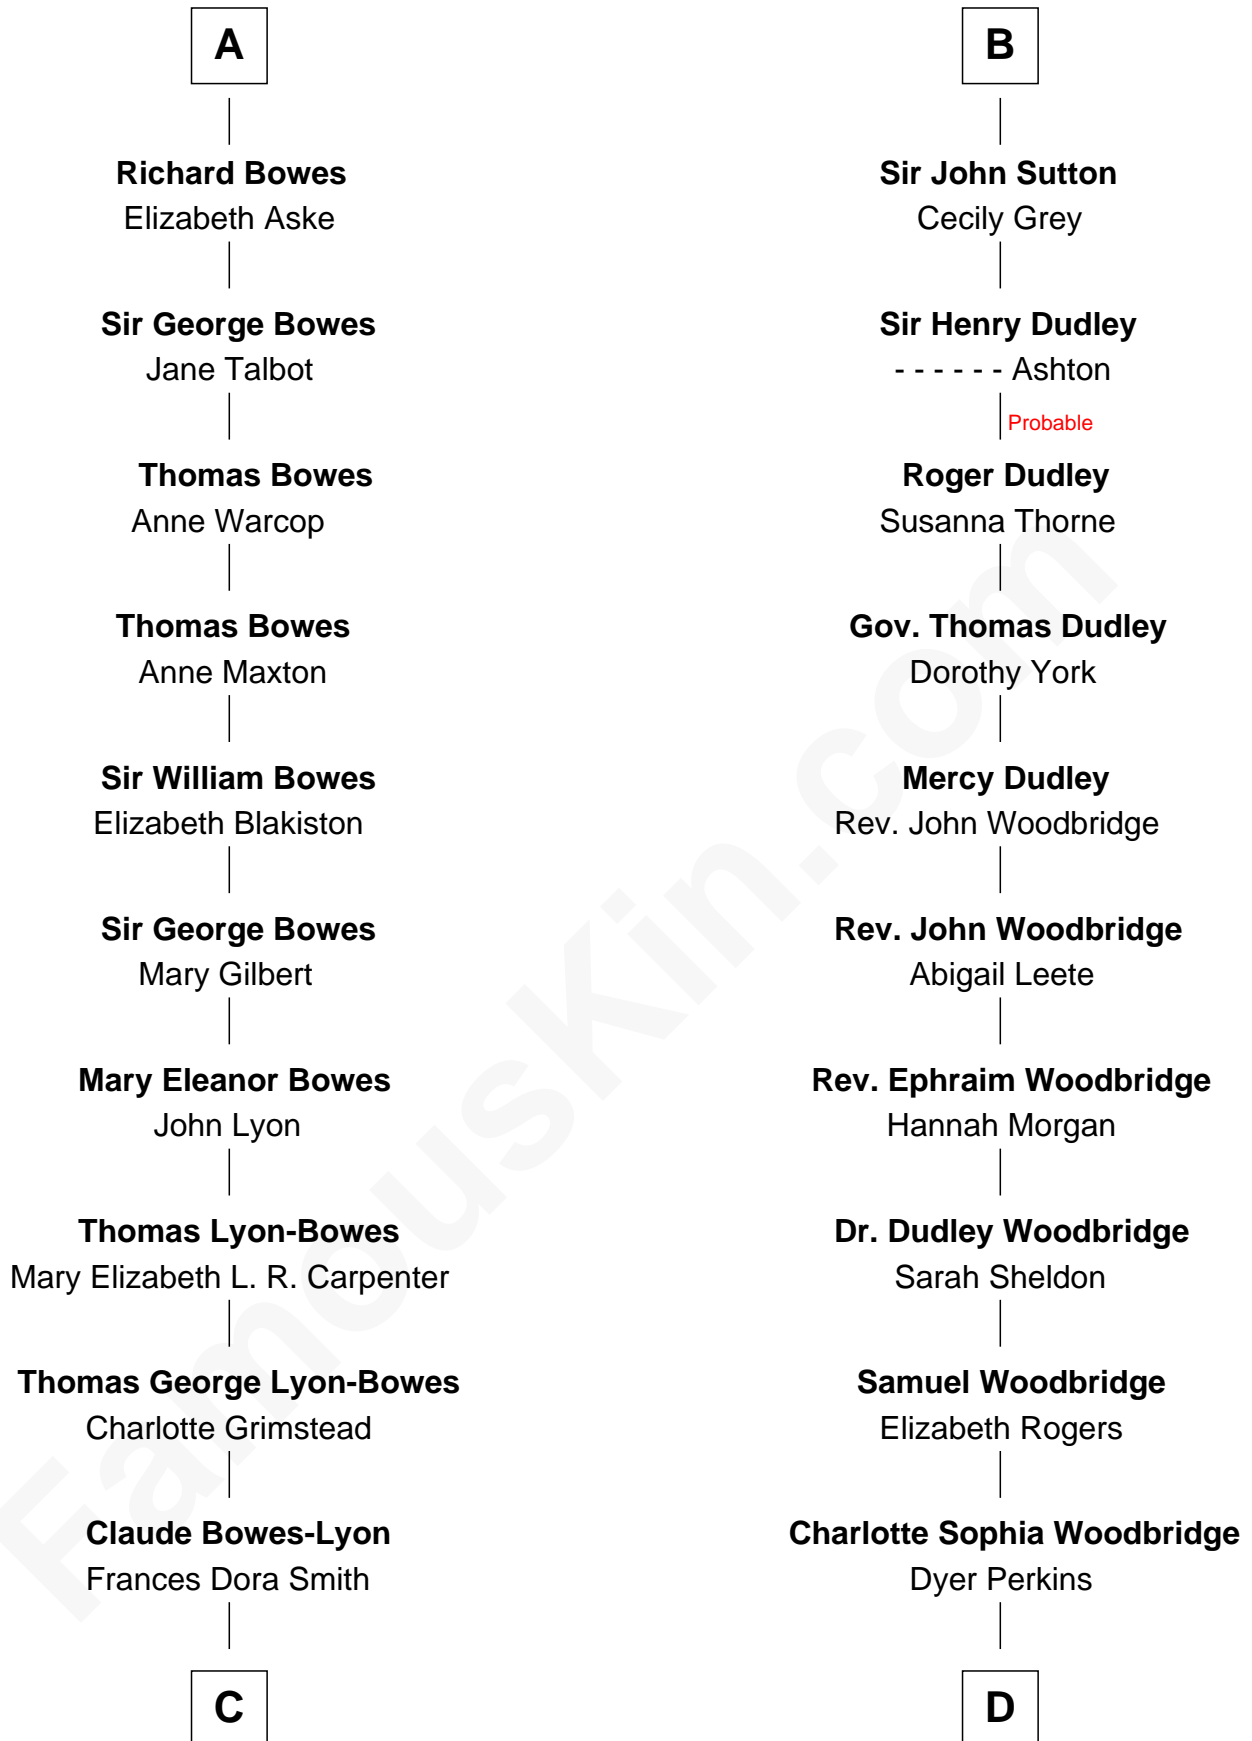 A
Richard Bowes
Elizabeth Aske
Sir George Bowes
Jane Talbot
Thomas Bowes
Anne Warcop
Thomas Bowes
Anne Maxton
Sir William Bowes
Elizabeth Blakiston
Sir George Bowes
Mary Gilbert
Mary Eleanor Bowes
John Lyon
Thomas Lyon-Bowes
Mary Elizabeth L. R. Carpenter
Thomas George Lyon-Bowes
Charlotte Grimstead
Claude Bowes-Lyon
Frances Dora Smith
C
B
Sir John Sutton
Cecily Grey
Sir Henry Dudley
- - - - - - Ashton
Probable
Roger Dudley
Susanna Thorne
Gov. Thomas Dudley
Dorothy York
Mercy Dudley
Rev. John Woodbridge
Rev. John Woodbridge
Abigail Leete
Rev. Ephraim Woodbridge
Hannah Morgan
Dr. Dudley Woodbridge
Sarah Sheldon
Samuel Woodbridge
Elizabeth Rogers
Charlotte Sophia Woodbridge
Dyer Perkins
D
FamousKin.com